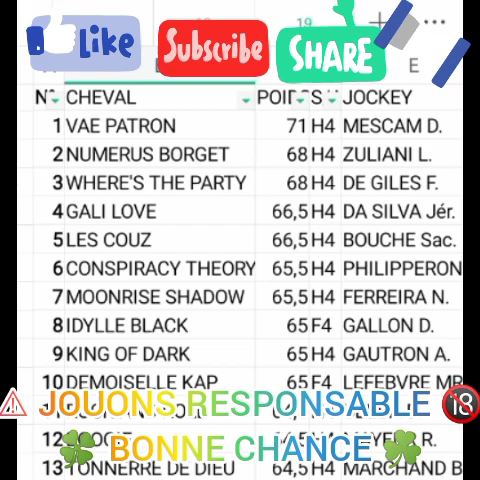 Like
Subscribe
SHARE
19
E
N° CHEVAL POIDS S JOCKEY
1 VAE PATRON 71 H4 MESCAM D.
2 NUMERUS BORGET 68 H4 ZULIANI L.
3 WHERE'S THE PARTY 68 H4 DE GILES F.
4 GALI LOVE 66,5 H4 DA SILVA Jér.
5 LES COUZ 66,5 H4 BOUCHE Sac.
6 CONSPIRACY THEORY 65,5 H4 PHILIPPERON
7 MOONRISE SHADOW 65,5 H4 FERREIRA N.
8 IDYLLE BLACK 65 F4 GALLON D.
9 KING OF DARK 65 H4 GAUTRON A.
10 DEMOISELLE KAP 65 F4 LEFEBVRE MR
JOUONS RESPONSABLE 18
12 R.
BONNE CHANCE
13 TONNERRE DE DIEU 64,5 H4 MARCHAND B